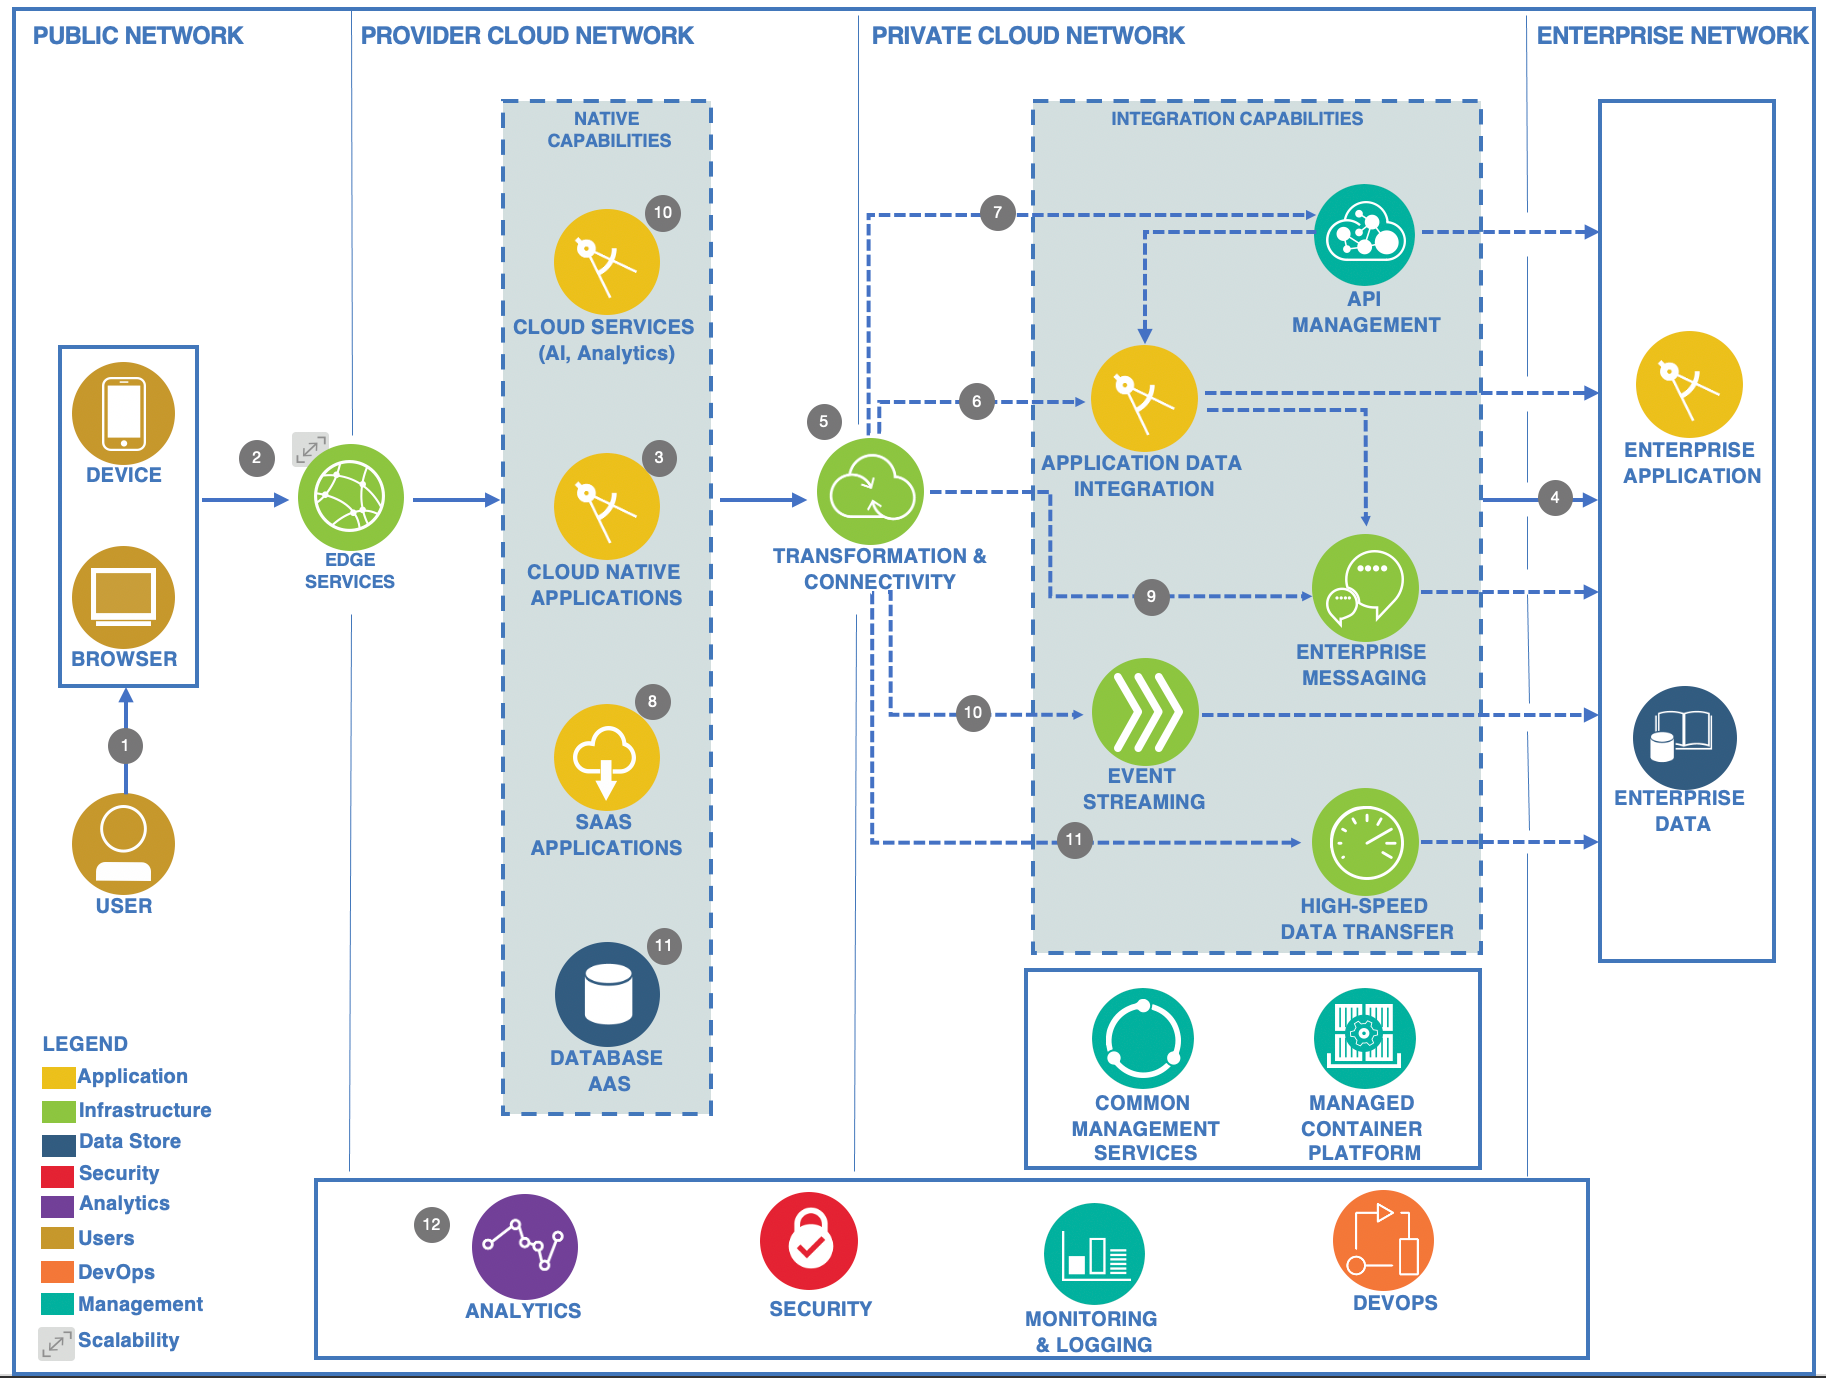 PUBLIC NETWORK
PROVIDER CLOUD NETWORK
PRIVATE CLOUD NETWORK
ENTERPRISE NETWORK
NATIVE
CAPABILITIES
10
CLOUD SERVICES
(AI, Analytics)
3
CLOUD NATIVE
APPLICATIONS
8
SAAS
APPLICATIONS
11
DATABASE
AAS
DEVICE
BROWSER
1
USER
2
EDGE
SERVICES
5
TRANSFORMATION &
CONNECTIVITY
INTEGRATION CAPABILITIES
7
API
MANAGEMENT
6
APPLICATION DATA
INTEGRATION
9
ENTERPRISE
MESSAGING
10
EVENT
STREAMING
11
HIGH-SPEED
DATA TRANSFER
4
ENTERPRISE
APPLICATION
ENTERPRISE
DATA
COMMON
MANAGEMENT
SERVICES
MANAGED
CONTAINER
PLATFORM
LEGEND
Application
Infrastructure
Data Store
Security
Analytics
Users
DevOps
Management
Scalability
12
ANALYTICS
SECURITY
MONITORING
& LOGGING
DEVOPS